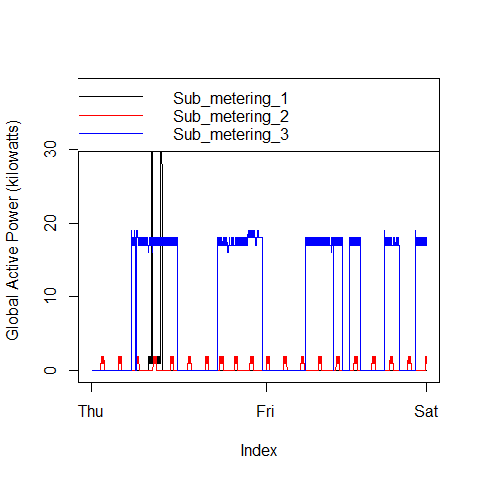 Sub_metering_1
Sub_metering_2
Sub_metering_3
Global Active Power (kilowatts)
30
20
10
0
Thu Fri Sat
Index